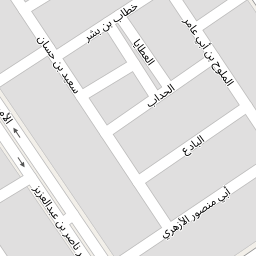 خطاب بن بشر
سعيد بن حسان
العطايا
الملوح بن أبي عامر
الحداب
البادع
أبي منصور الأزهري
ر ناصر بن عبدالعزيز
الأم